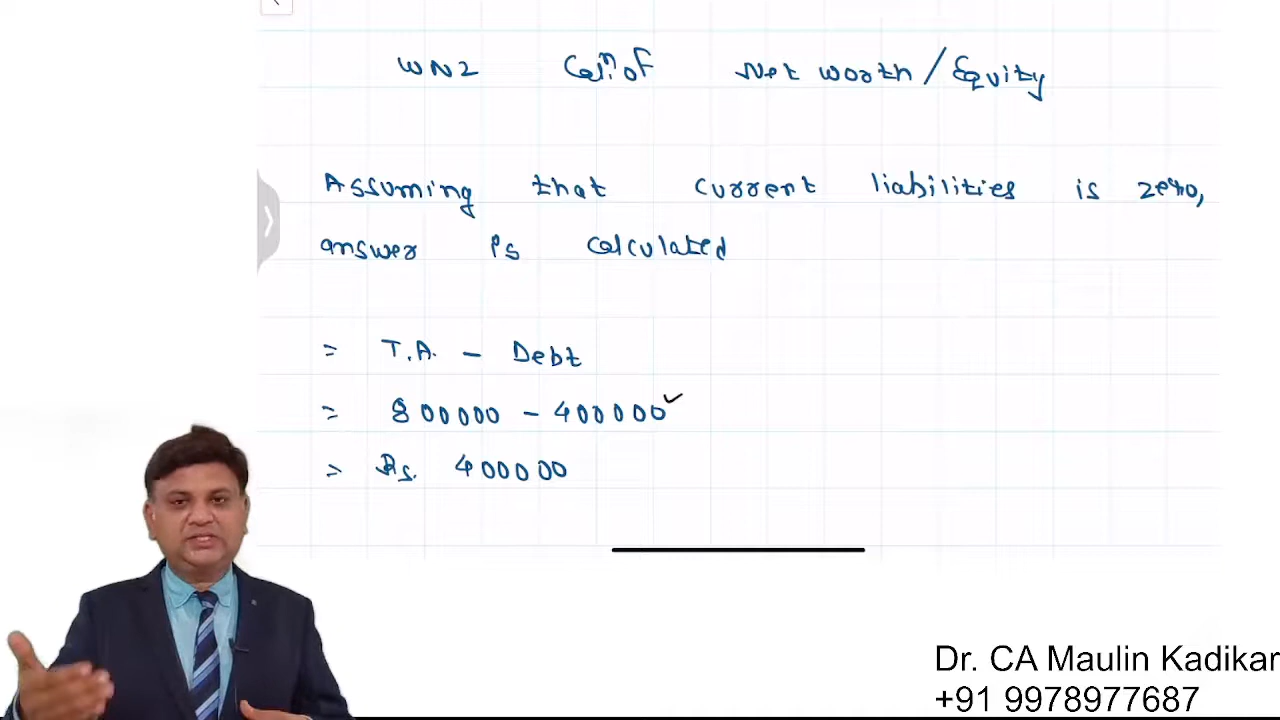 WN2 Calⁿ. of Net worth / Equity
Assuming that current liabilities is zero,
answer is calculated
= T.A. - Debt
= 800000 - 400000 ✓
= Rs. 400000
Dr. CA Maulin Kadikar
+91 9978977687